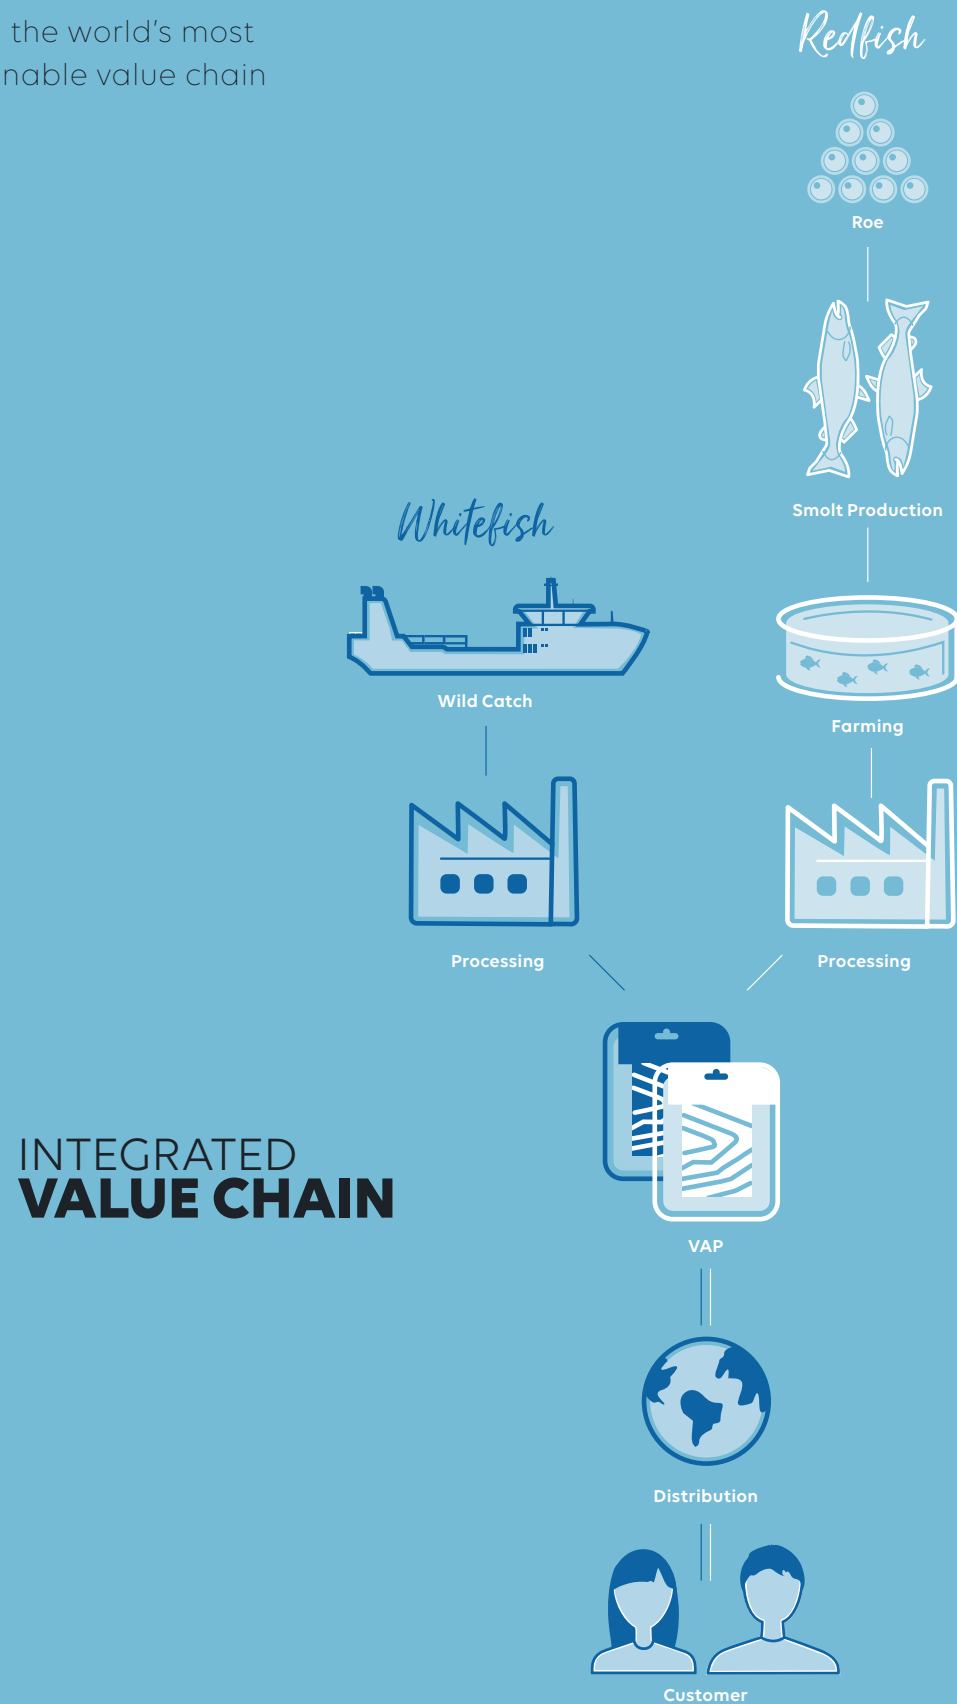 the world's most
nable value chain
Redfish
Roe
Smolt Production
Whitefish
Wild Catch
Farming
Processing
Processing
INTEGRATED
VALUE CHAIN
VAP
Distribution
Customer